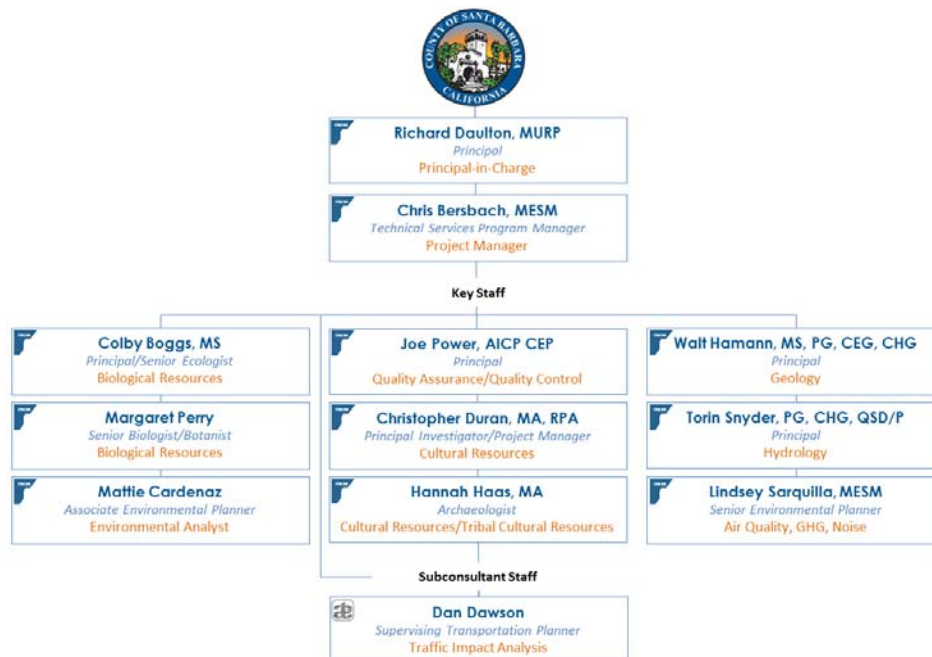 COUNTY OF SANTA BARBARA
CALIFORNIA
Richard Daulton, MURP
Principal
Principal-in-Charge
Chris Bersbach, MESM
Technical Services Program Manager
Project Manager
Key Staff
Colby Boggs, MS
Principal/Senior Ecologist
Biological Resources
Margaret Perry
Senior Biologist/Botanist
Biological Resources
Mattie Cardenaz
Associate Environmental Planner
Environmental Analyst
Joe Power, AICP CEP
Principal
Quality Assurance/Quality Control
Christopher Duran, MA, RPA
Principal Investigator/Project Manager
Cultural Resources
Hannah Haas, MA
Archaeologist
Cultural Resources/Tribal Cultural Resources
Walt Hamann, MS, PG, CEG, CHG
Principal
Geology
Torin Snyder, PG, CHG, QSD/P
Principal
Hydrology
Lindsey Sarquilla, MESM
Senior Environmental Planner
Air Quality, GHG, Noise
Subconsultant Staff
Dan Dawson
Supervising Transportation Planner
Traffic Impact Analysis